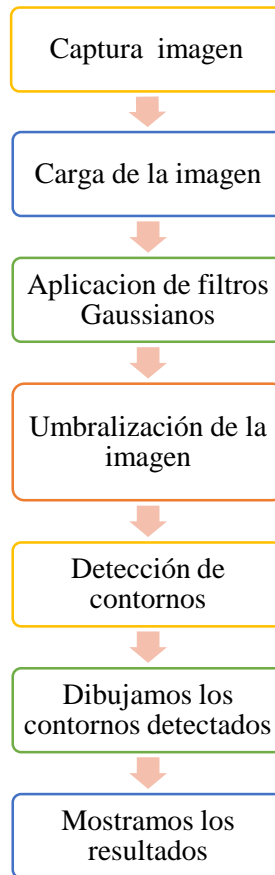 Captura  imagen
Carga de la imagen
Aplicacion de filtros
Gaussianos
Umbralización de la
imagen
Detección de
contornos
Dibujamos los
contornos detectados
Mostramos los
resultados